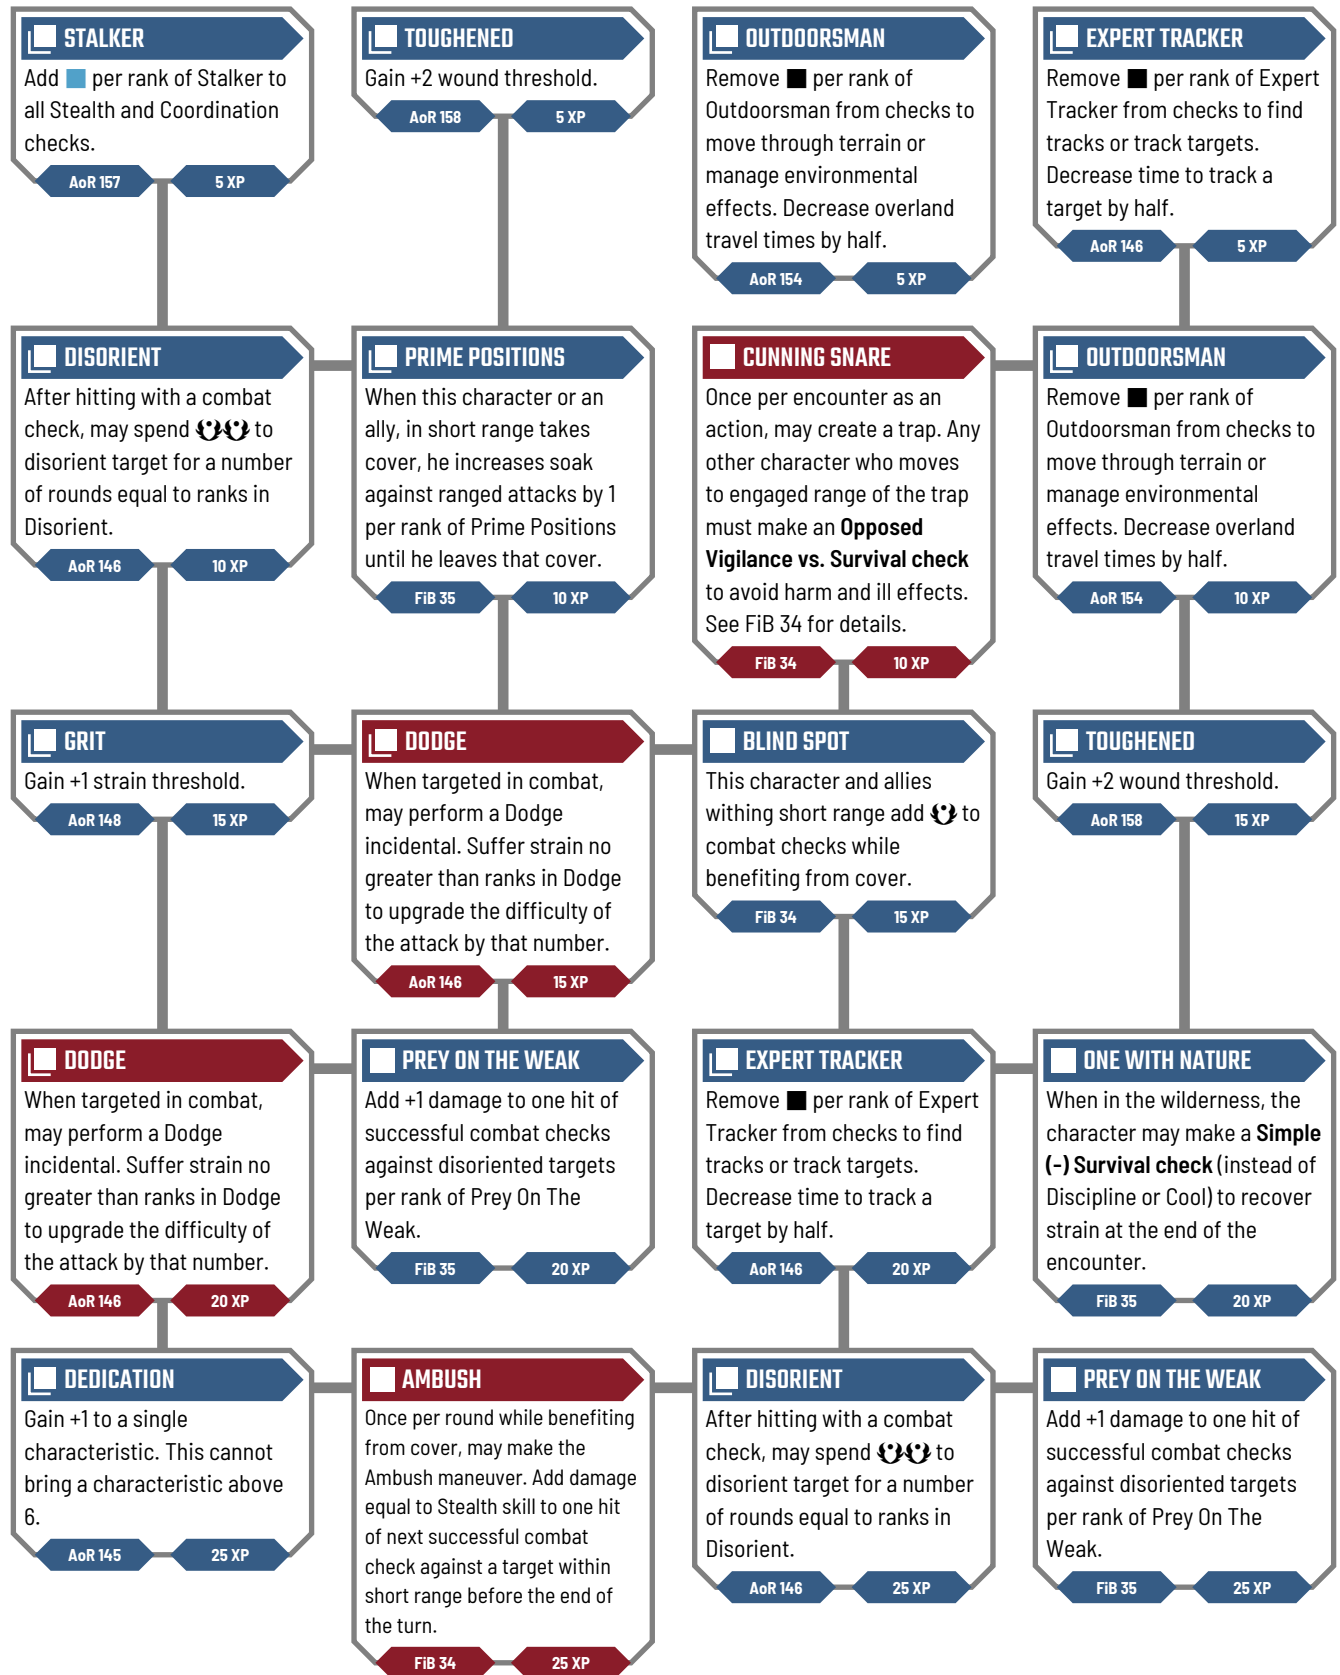 STALKER
Add per rank of Stalker to
all Stealth and Coordination
checks.
AoR 157
5 XP
TOUGHENED
Gain +2 wound threshold.
AoR 158
5 XP
OUTDOORSMAN
Remove per rank of
Outdoorsman from checks to
move through terrain or
manage environmental
effects. Decrease overland
travel times by half.
AoR 154
5 XP
EXPERT TRACKER
Remove per rank of Expert
Tracker from checks to find
tracks or track targets.
Decrease time to track a
target by half.
AoR 146
5 XP
DISORIENT
After hitting with a combat
check, may spend to
disorient target for a number
of rounds equal to ranks in
Disorient.
AoR 146
10 XP
PRIME POSITIONS
When this character or an
ally, in short range takes
cover, he increases soak
against ranged attacks by 1
per rank of Prime Positions
until he leaves that cover.
FiB 35
10 XP
CUNNING SNARE
Once per encounter as an
action, may create a trap. Any
other character who moves
to engaged range of the trap
must make an Opposed
Vigilance vs. Survival check
to avoid harm and ill effects.
See FiB 34 for details.
FiB 34
10 XP
OUTDOORSMAN
Remove per rank of
Outdoorsman from checks to
move through terrain or
manage environmental
effects. Decrease overland
travel times by half.
AoR 154
10 XP
GRIT
Gain +1 strain threshold.
AoR 148
15 XP
DODGE
When targeted in combat,
may perform a Dodge
incidental. Suffer strain no
greater than ranks in Dodge
to upgrade the difficulty of
the attack by that number.
AoR 146
15 XP
BLIND SPOT
This character and allies
withing short range add to
combat checks while
benefiting from cover.
FiB 34
15 XP
TOUGHENED
Gain +2 wound threshold.
AoR 158
15 XP
DODGE
When targeted in combat,
may perform a Dodge
incidental. Suffer strain no
greater than ranks in Dodge
to upgrade the difficulty of
the attack by that number.
AoR 146
20 XP
PREY ON THE WEAK
Add +1 damage to one hit of
successful combat checks
against disoriented targets
per rank of Prey On The
Weak.
FiB 35
20 XP
EXPERT TRACKER
Remove per rank of Expert
Tracker from checks to find
tracks or track targets.
Decrease time to track a
target by half.
AoR 146
20 XP
ONE WITH NATURE
When in the wilderness, the
character may make a Simple
(-) Survival check (instead of
Discipline or Cool) to recover
strain at the end of the
encounter.
FiB 35
20 XP
DEDICATION
Gain +1 to a single
characteristic. This cannot
bring a characteristic above
6.
AoR 145
25 XP
AMBUSH
Once per round while benefiting
from cover, may make the
Ambush maneuver. Add damage
equal to Stealth skill to one hit
of next successful combat
check against a target within
short range before the end of
the turn.
FiB 34
25 XP
DISORIENT
After hitting with a combat
check, may spend to
disorient target for a number
of rounds equal to ranks in
Disorient.
AoR 146
25 XP
PREY ON THE WEAK
Add +1 damage to one hit of
successful combat checks
against disoriented targets
per rank of Prey On The
Weak.
FiB 35
25 XP